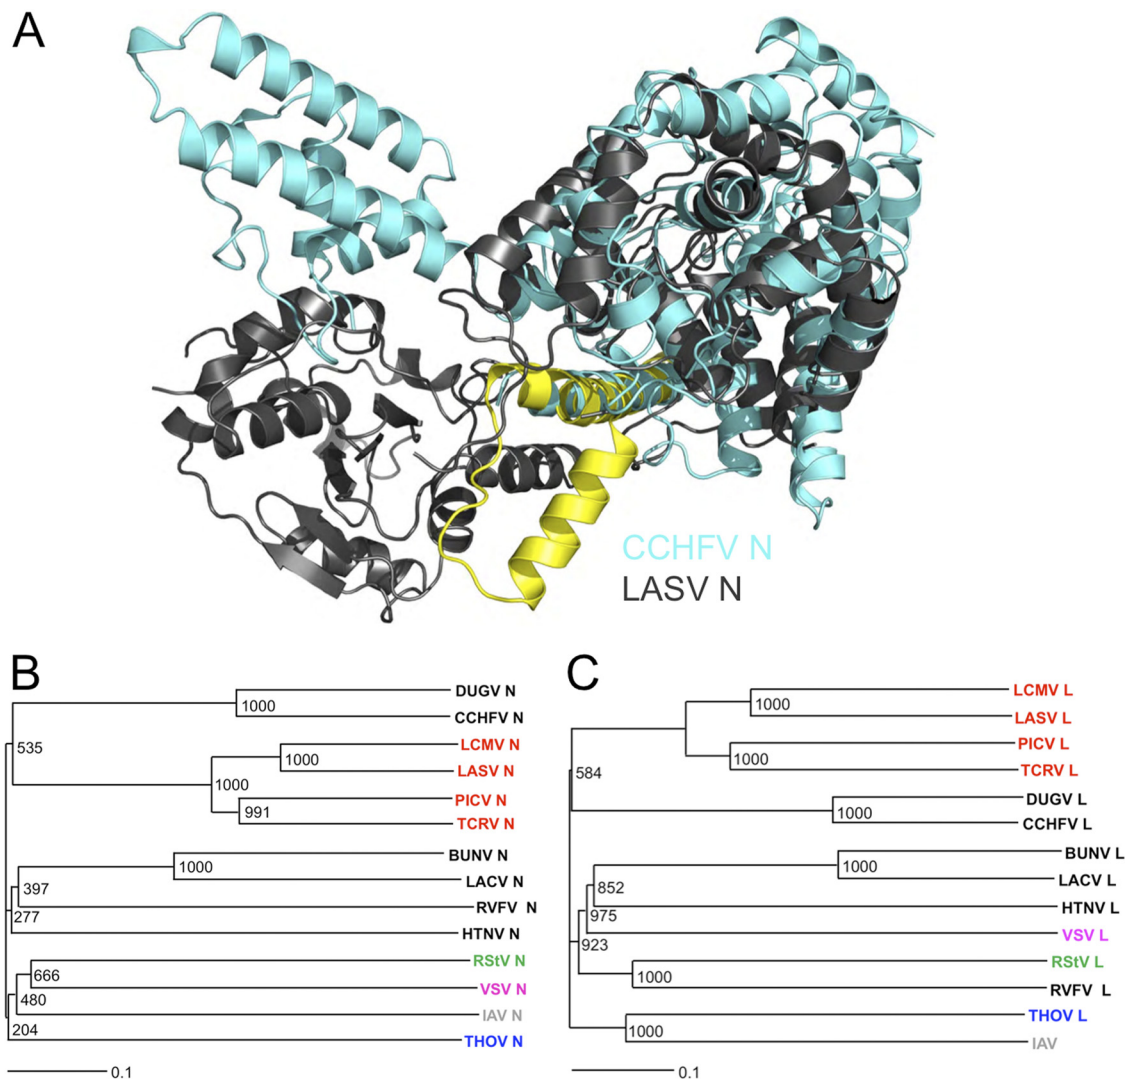 A
CCHFV N
LASV N
B
DUGV N
1000
CCHFV N
535
LCMV N
1000
LASV N
1000
PICV N
991
TCRV N
BUNV N
1000
LACV N
397
RVFV  N
277
HTNV N
RStV N
666
VSV N
480
IAV N
204
THOV N
0.1
C
LCMV L
1000
LASV L
PICV L
1000
TCRV L
584
DUGV L
1000
CCHFV L
BUNV L
1000
LACV L
852
HTNV L
975
VSV L
923
RStV L
1000
RVFV  L
THOV L
1000
IAV
0.1